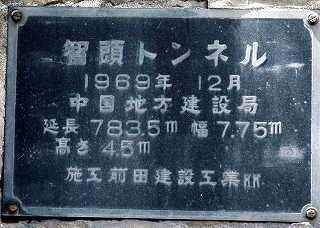 智頭トンネル
1969年 12月
中国地方建設局
延長 783.5m 幅 7.75m
高さ 4.5m
施工 前田建設工業KK